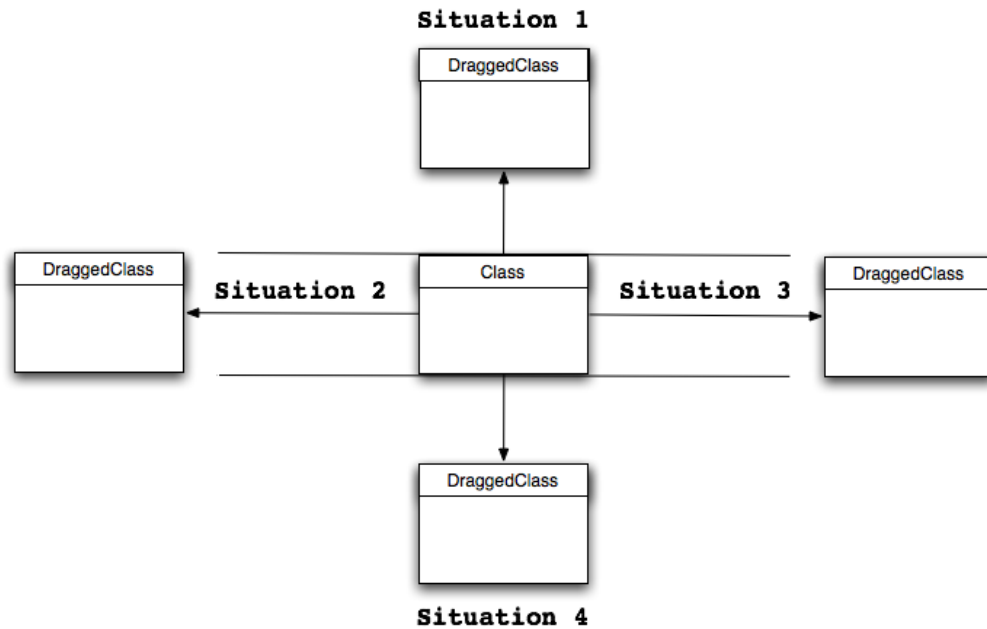 Situation 1
DraggedClass
DraggedClass
Class
DraggedClass
Situation 2
Situation 3
DraggedClass
Situation 4